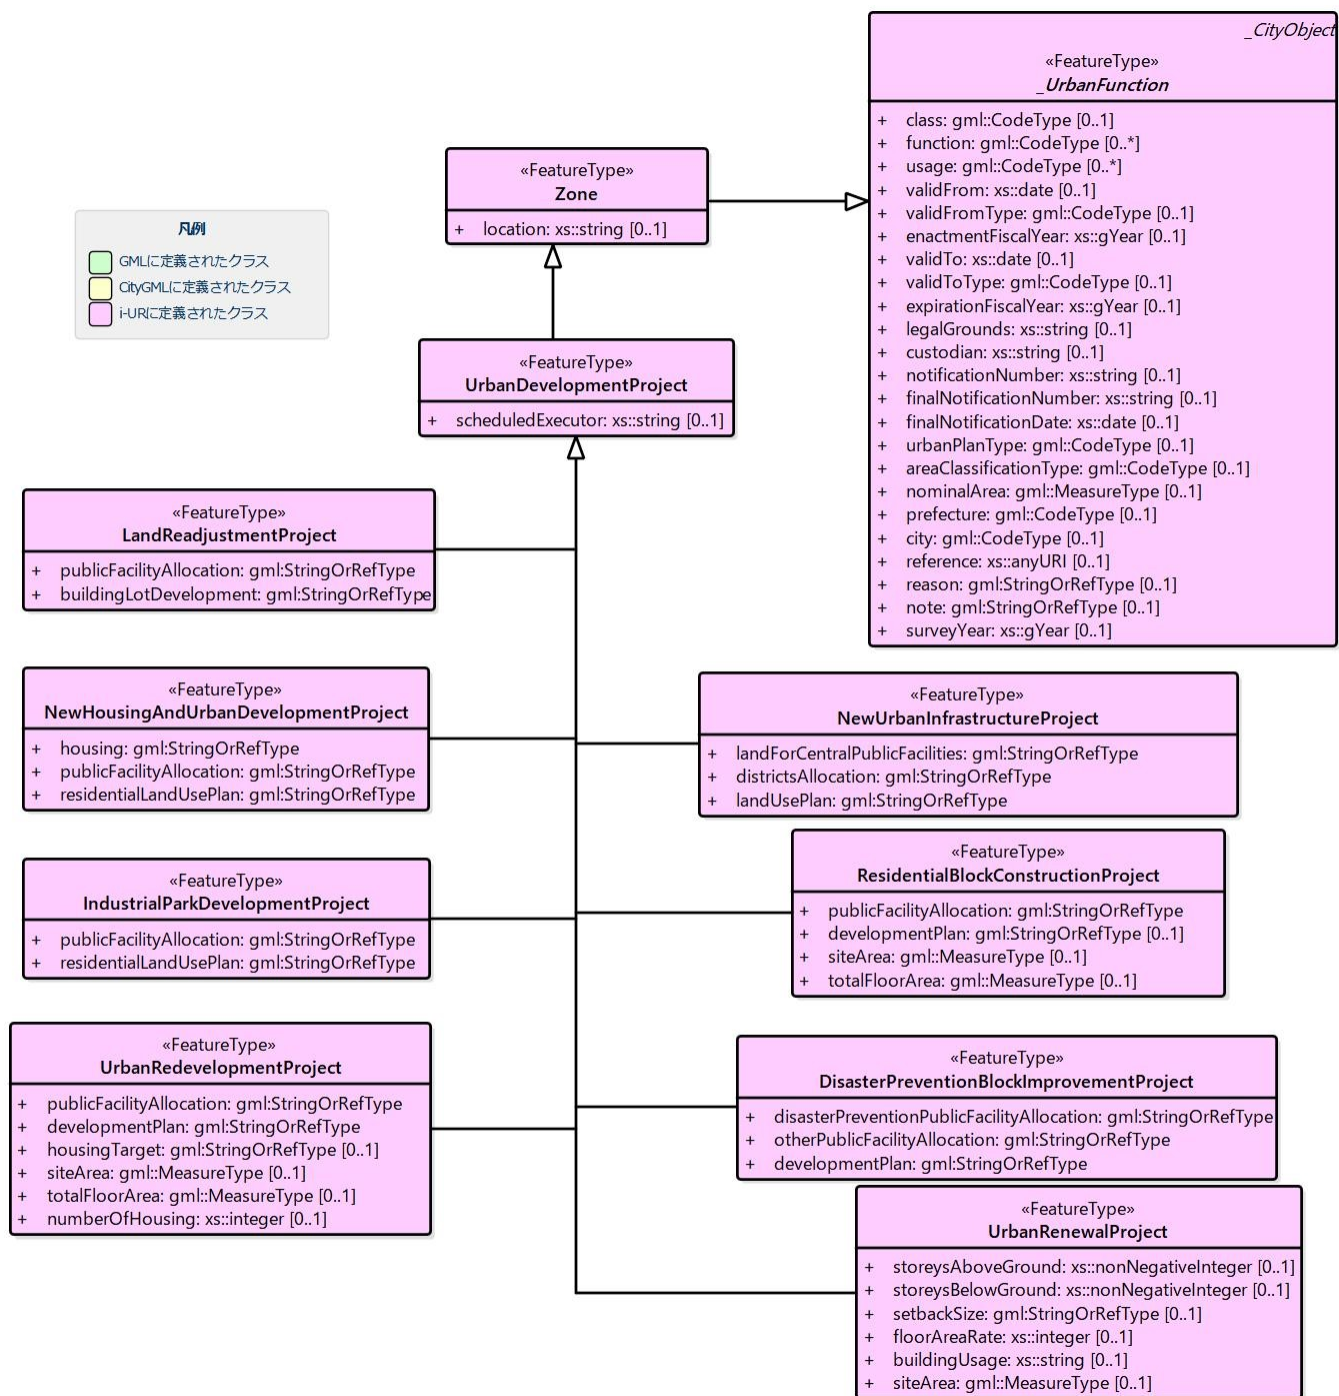 _CityObject
«FeatureType»
_UrbanFunction
+ class: gml::CodeType [0..1]
+ function: gml::CodeType [0..*]
+ usage: gml::CodeType [0..*]
+ validFrom: xs::date [0..1]
+ validFromType: gml::CodeType [0..1]
+ enactmentFiscalYear: xs::gYear [0..1]
+ validTo: xs::date [0..1]
+ validToType: gml::CodeType [0..1]
+ expirationFiscalYear: xs::gYear [0..1]
+ legalGrounds: xs::string [0..1]
+ custodian: xs::string [0..1]
+ notificationNumber: xs::string [0..1]
+ finalNotificationNumber: xs::string [0..1]
+ finalNotificationDate: xs::date [0..1]
+ urbanPlanType: gml::CodeType [0..1]
+ areaClassificationType: gml::CodeType [0..1]
+ nominalArea: gml::MeasureType [0..1]
+ prefecture: gml::CodeType [0..1]
+ city: gml::CodeType [0..1]
+ reference: xs::anyURI [0..1]
+ reason: gml:StringOrRefType [0..1]
+ note: gml:StringOrRefType [0..1]
+ surveyYear: xs::gYear [0..1]
«FeatureType»
Zone
+ location: xs::string [0..1]
凡例
GMLに定義されたクラス
CityGMLに定義されたクラス
i-URに定義されたクラス
«FeatureType»
UrbanDevelopmentProject
+ scheduledExecutor: xs::string [0..1]
«FeatureType»
LandReadjustmentProject
+ publicFacilityAllocation: gml:StringOrRefType
+ buildingLotDevelopment: gml:StringOrRefType
«FeatureType»
NewHousingAndUrbanDevelopmentProject
+ housing: gml:StringOrRefType
+ publicFacilityAllocation: gml:StringOrRefType
+ residentialLandUsePlan: gml:StringOrRefType
«FeatureType»
NewUrbanInfrastructureProject
+ landForCentralPublicFacilities: gml:StringOrRefType
+ districtsAllocation: gml:StringOrRefType
+ landUsePlan: gml:StringOrRefType
«FeatureType»
IndustrialParkDevelopmentProject
+ publicFacilityAllocation: gml:StringOrRefType
+ residentialLandUsePlan: gml:StringOrRefType
«FeatureType»
ResidentialBlockConstructionProject
+ publicFacilityAllocation: gml:StringOrRefType
+ developmentPlan: gml:StringOrRefType [0..1]
+ siteArea: gml::MeasureType [0..1]
+ totalFloorArea: gml::MeasureType [0..1]
«FeatureType»
UrbanRedevelopmentProject
+ publicFacilityAllocation: gml:StringOrRefType
+ developmentPlan: gml:StringOrRefType
+ housingTarget: gml:StringOrRefType [0..1]
+ siteArea: gml::MeasureType [0..1]
+ totalFloorArea: gml::MeasureType [0..1]
+ numberOfHousing: xs::integer [0..1]
«FeatureType»
DisasterPreventionBlockImprovementProject
+ disasterPreventionPublicFacilityAllocation: gml:StringOrRefType
+ otherPublicFacilityAllocation: gml:StringOrRefType
+ developmentPlan: gml:StringOrRefType
«FeatureType»
UrbanRenewalProject
+ storeysAboveGround: xs::nonNegativeInteger [0..1]
+ storeysBelowGround: xs::nonNegativeInteger [0..1]
+ setbackSize: gml:StringOrRefType [0..1]
+ floorAreaRate: xs::integer [0..1]
+ buildingUsage: xs::string [0..1]
+ siteArea: gml::MeasureType [0..1]